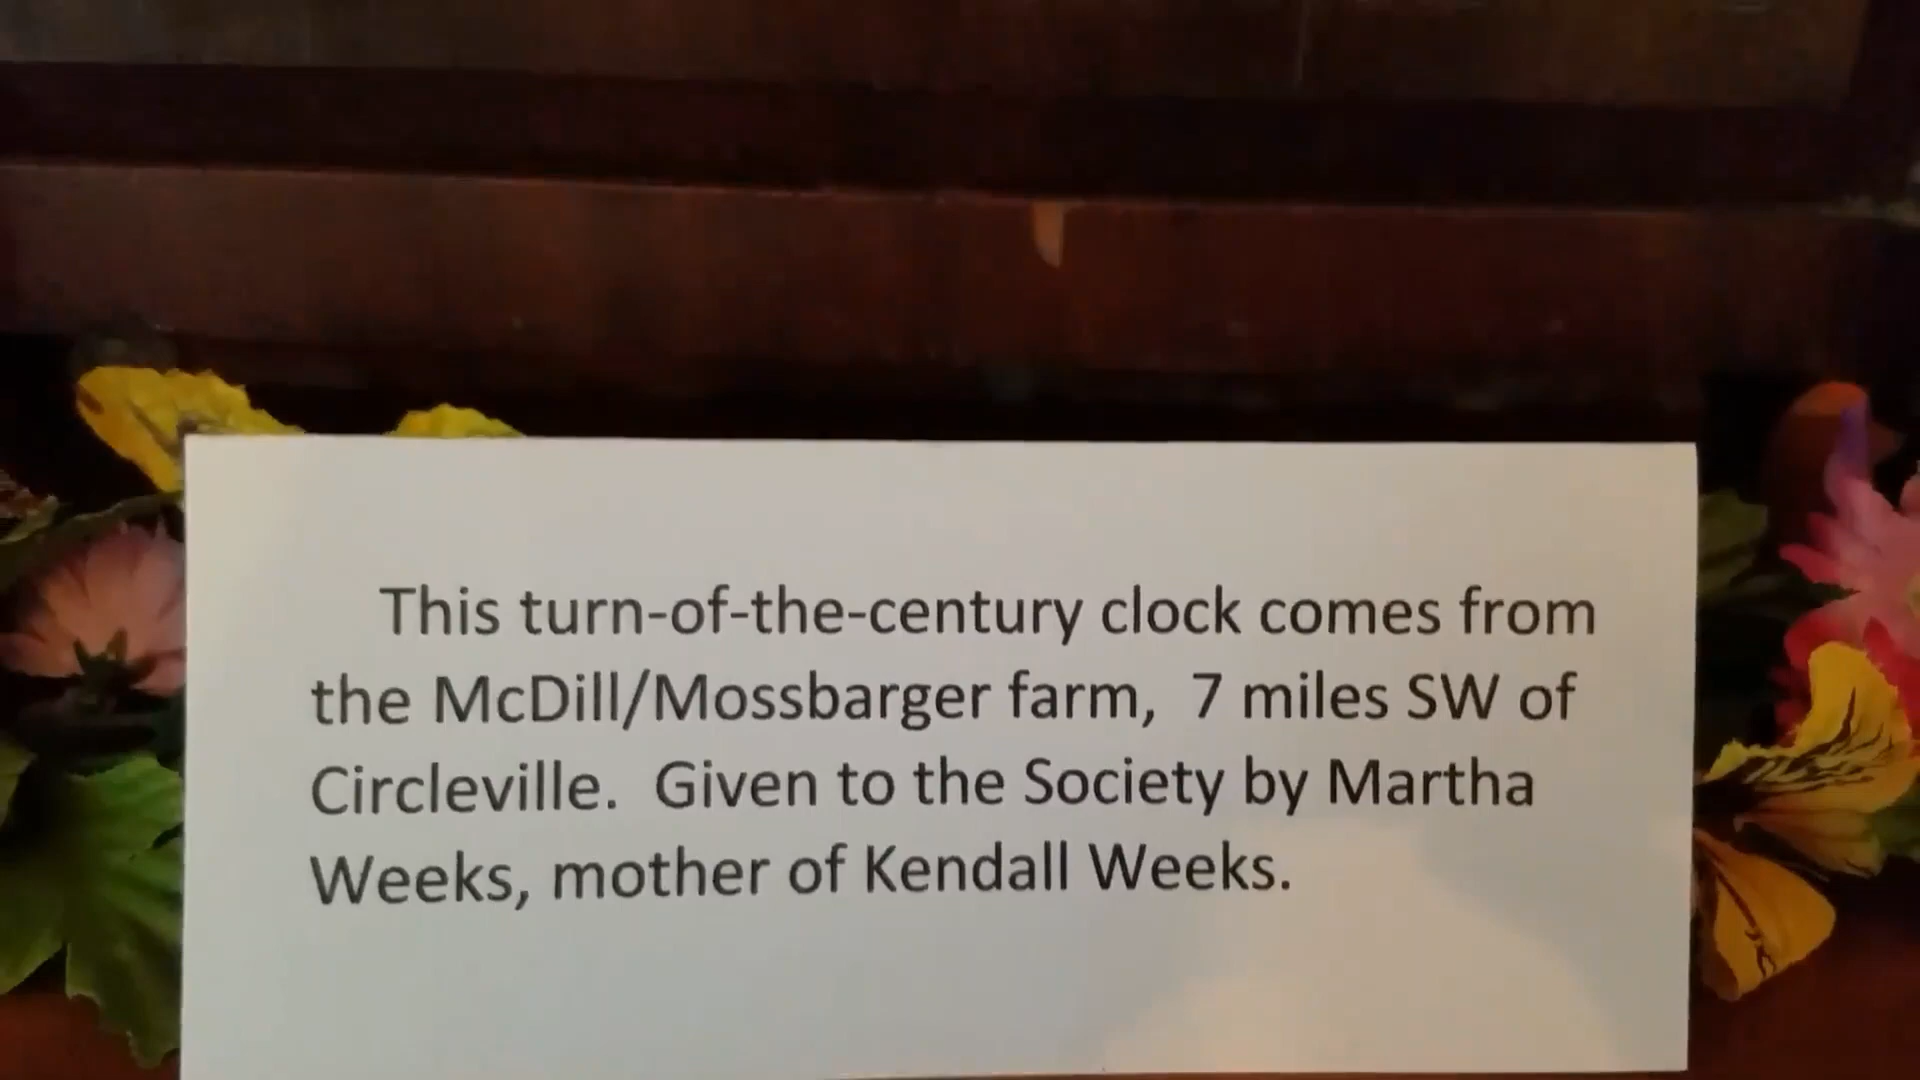 This turn-of-the-century clock comes from
the McDill/Mossbarger farm, 7 miles SW of
Circleville. Given to the Society by Martha
Weeks, mother of Kendall Weeks.